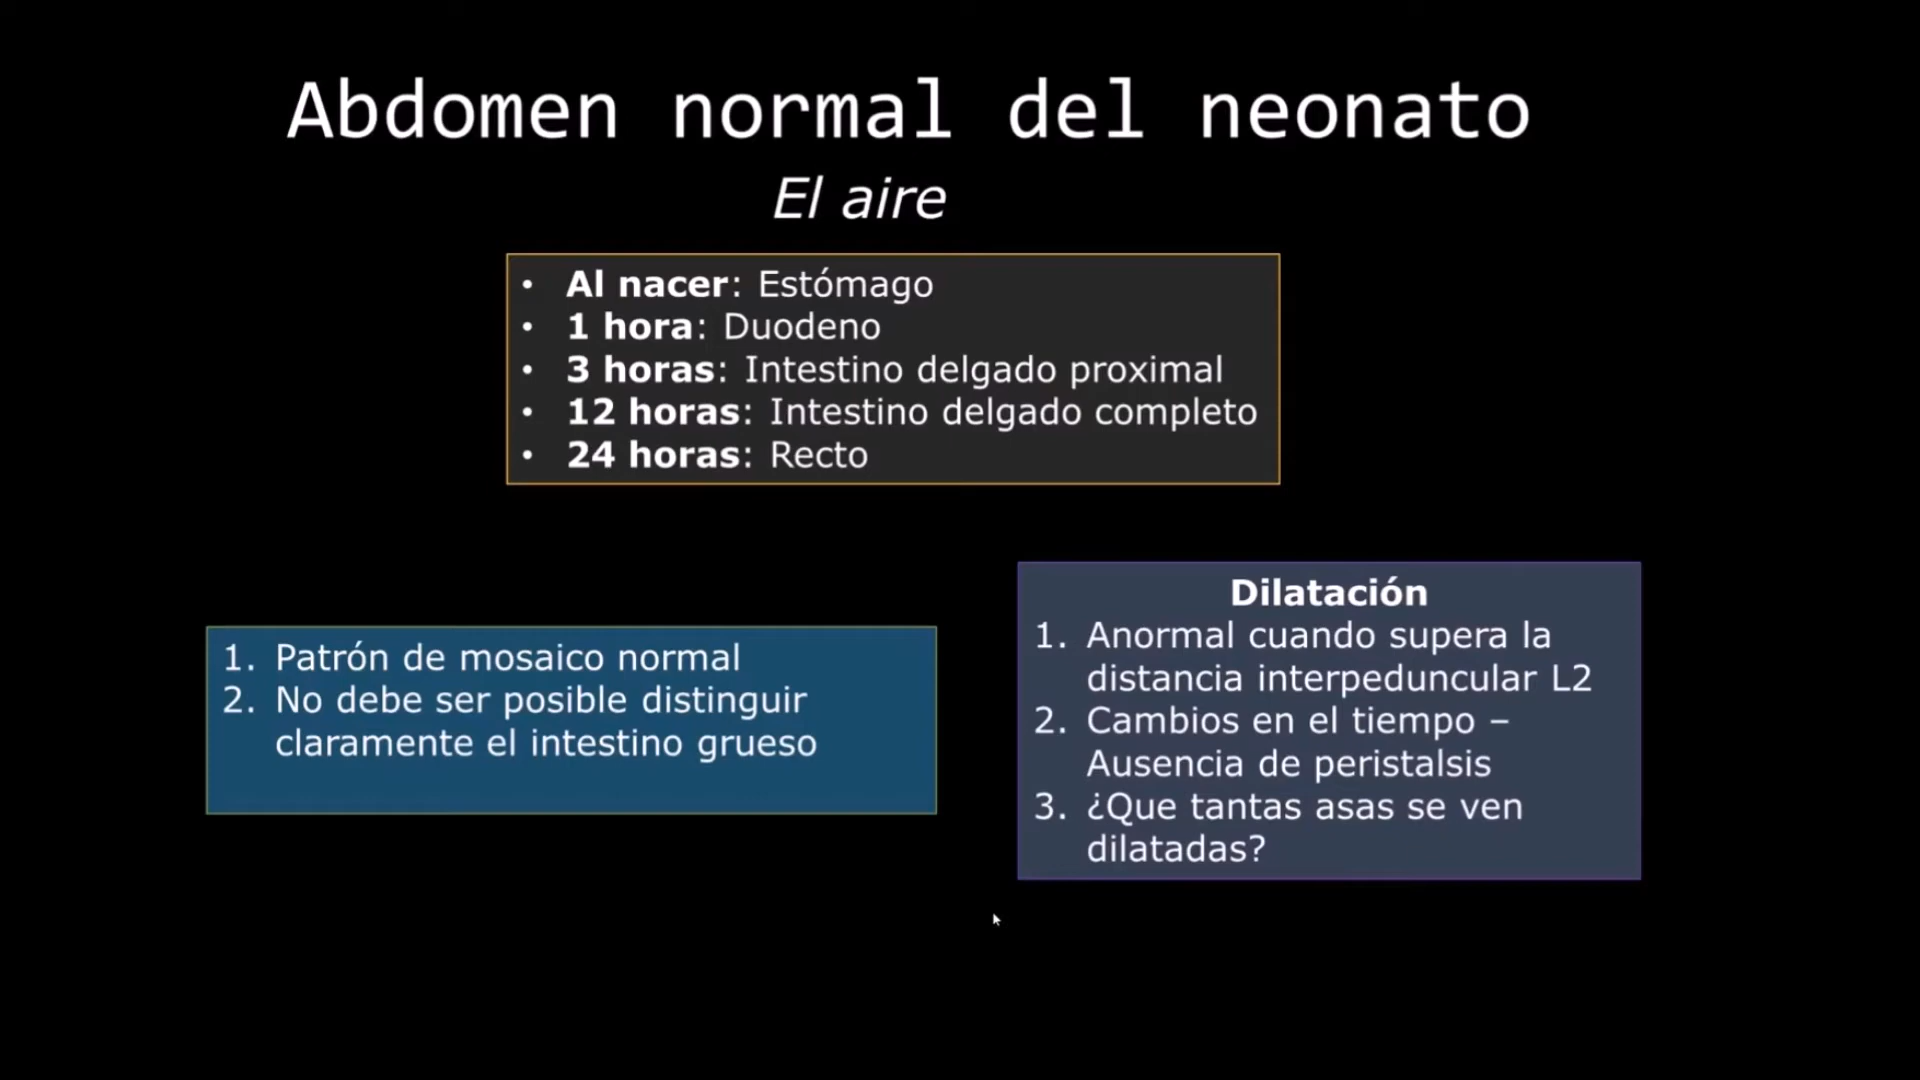 Abdomen normal del neonato
El aire
• Al nacer: Estómago
• 1 hora: Duodeno
• 3 horas: Intestino delgado proximal
• 12 horas: Intestino delgado completo
• 24 horas: Recto
1. Patrón de mosaico normal
2. No debe ser posible distinguir
claramente el intestino grueso
Dilatación
1. Anormal cuando supera la
distancia interpeduncular L2
2. Cambios en el tiempo –
Ausencia de peristalsis
3. ¿Que tantas asas se ven
dilatadas?